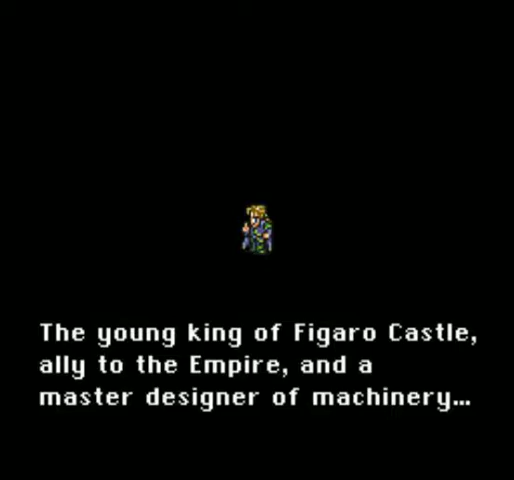 The young king of Figaro Castle,
ally to the Empire, and a
master designer of machinery…